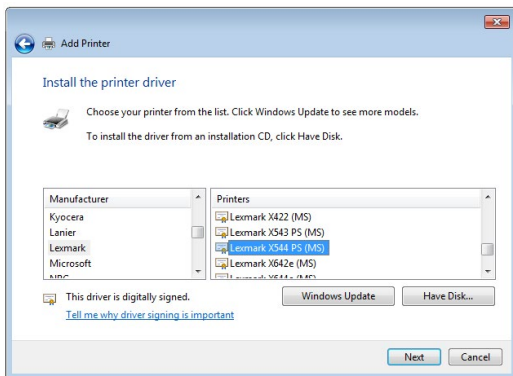 Add Printer
Install the printer driver
Choose your printer from the list. Click Windows Update to see more models.
To install the driver from an installation CD, click Have Disk.
Manufacturer
Kyocera
Lanier
Lexmark
Microsoft
Printers
Lexmark X422 (MS)
Lexmark X543 PS (MS)
Lexmark X544 PS (MS)
Lexmark X642e (MS)
This driver is digitally signed.
Tell me why driver signing is important
Windows Update
Have Disk...
Next
Cancel